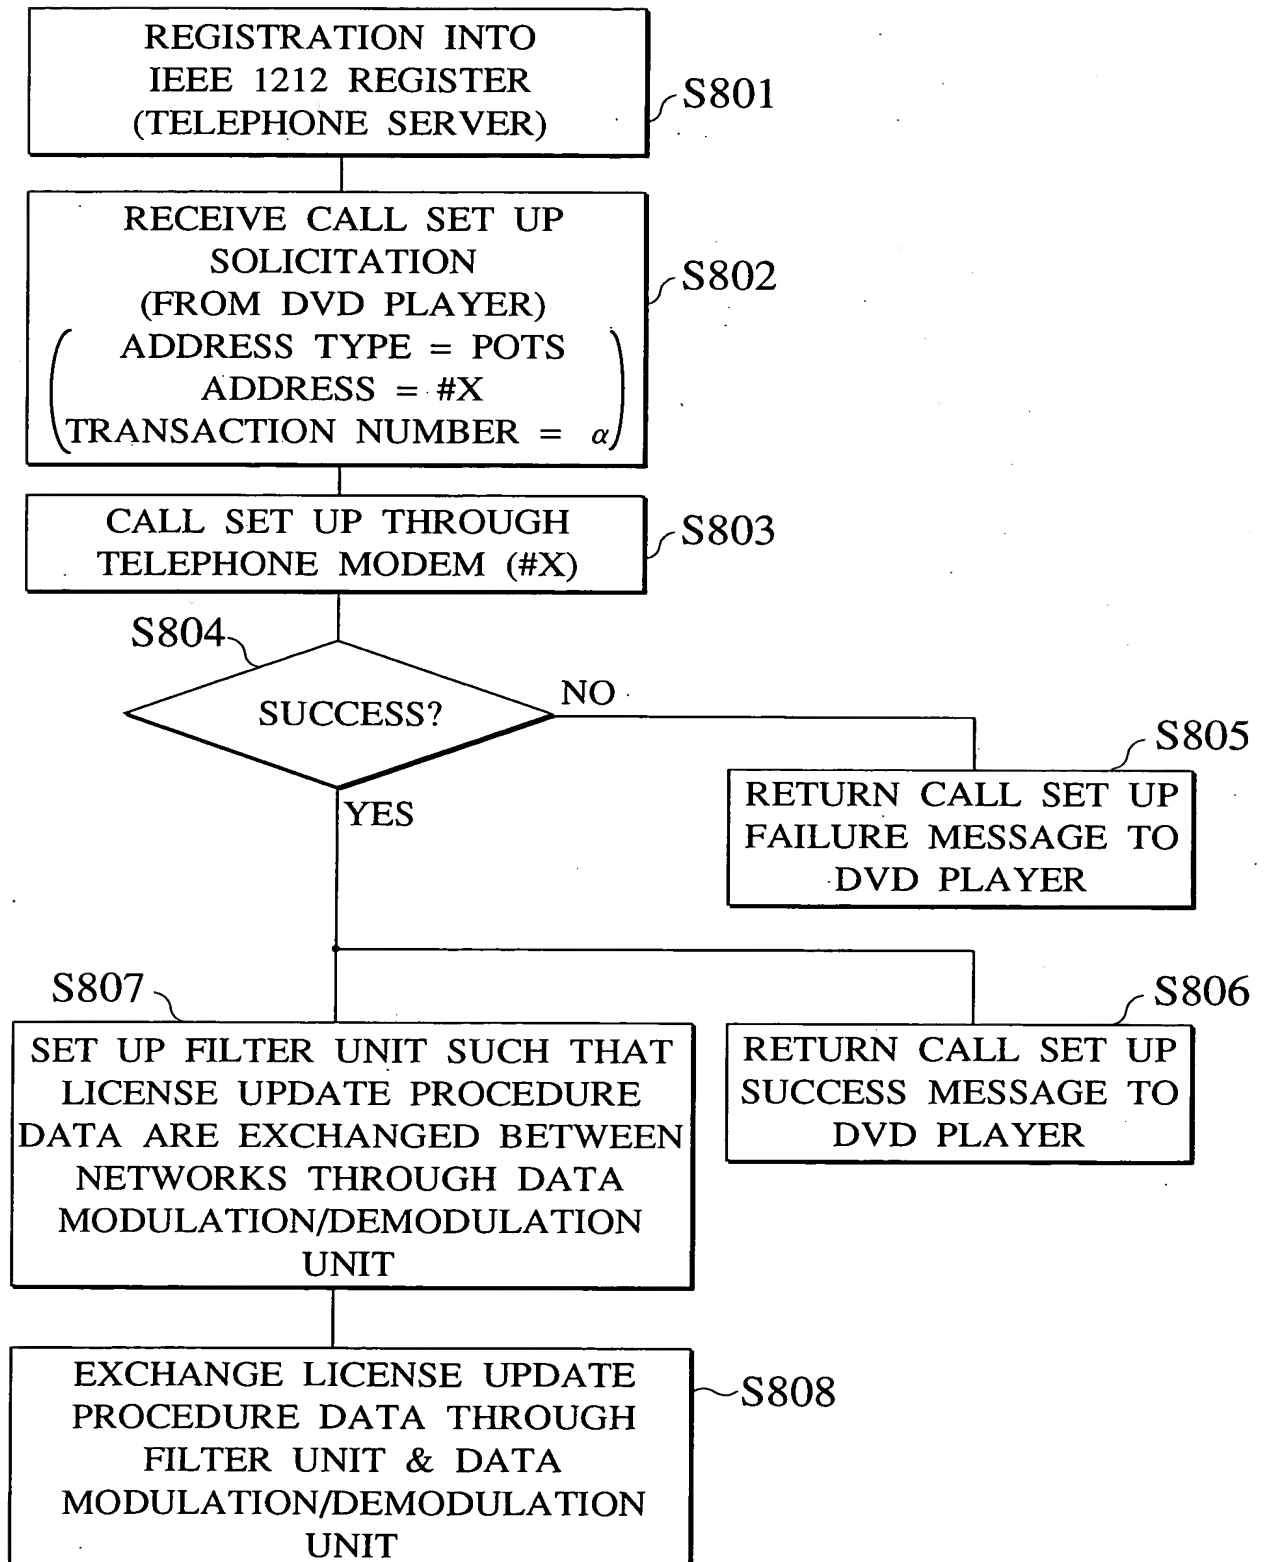 REGISTRATION INTO
IEEE 1212 REGISTER
(TELEPHONE SERVER)
S801
RECEIVE CALL SET UP
SOLICITATION
(FROM DVD PLAYER)
(ADDRESS TYPE = POTS
ADDRESS = #X
TRANSACTION NUMBER = α)
S802
CALL SET UP THROUGH
TELEPHONE MODEM (#X)
S803
S804
SUCCESS?
NO
YES
S805
RETURN CALL SET UP
FAILURE MESSAGE TO
DVD PLAYER
S806
RETURN CALL SET UP
SUCCESS MESSAGE TO
DVD PLAYER
S807
SET UP FILTER UNIT SUCH THAT
LICENSE UPDATE PROCEDURE
DATA ARE EXCHANGED BETWEEN
NETWORKS THROUGH DATA
MODULATION/DEMODULATION
UNIT
EXCHANGE LICENSE UPDATE
PROCEDURE DATA THROUGH
FILTER UNIT & DATA
MODULATION/DEMODULATION
UNIT
S808